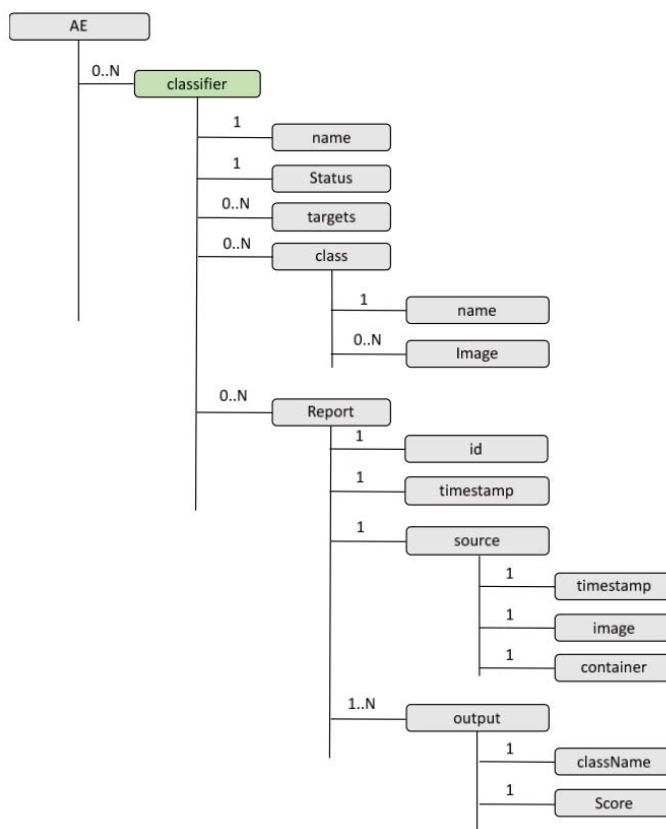 AE
0..N
classifier
1
name
1
Status
0..N
targets
0..N
class
1
name
0..N
Image
0..N
Report
1
id
1
timestamp
1
source
1
timestamp
1
image
1
container
1..N
output
1
className
1
Score